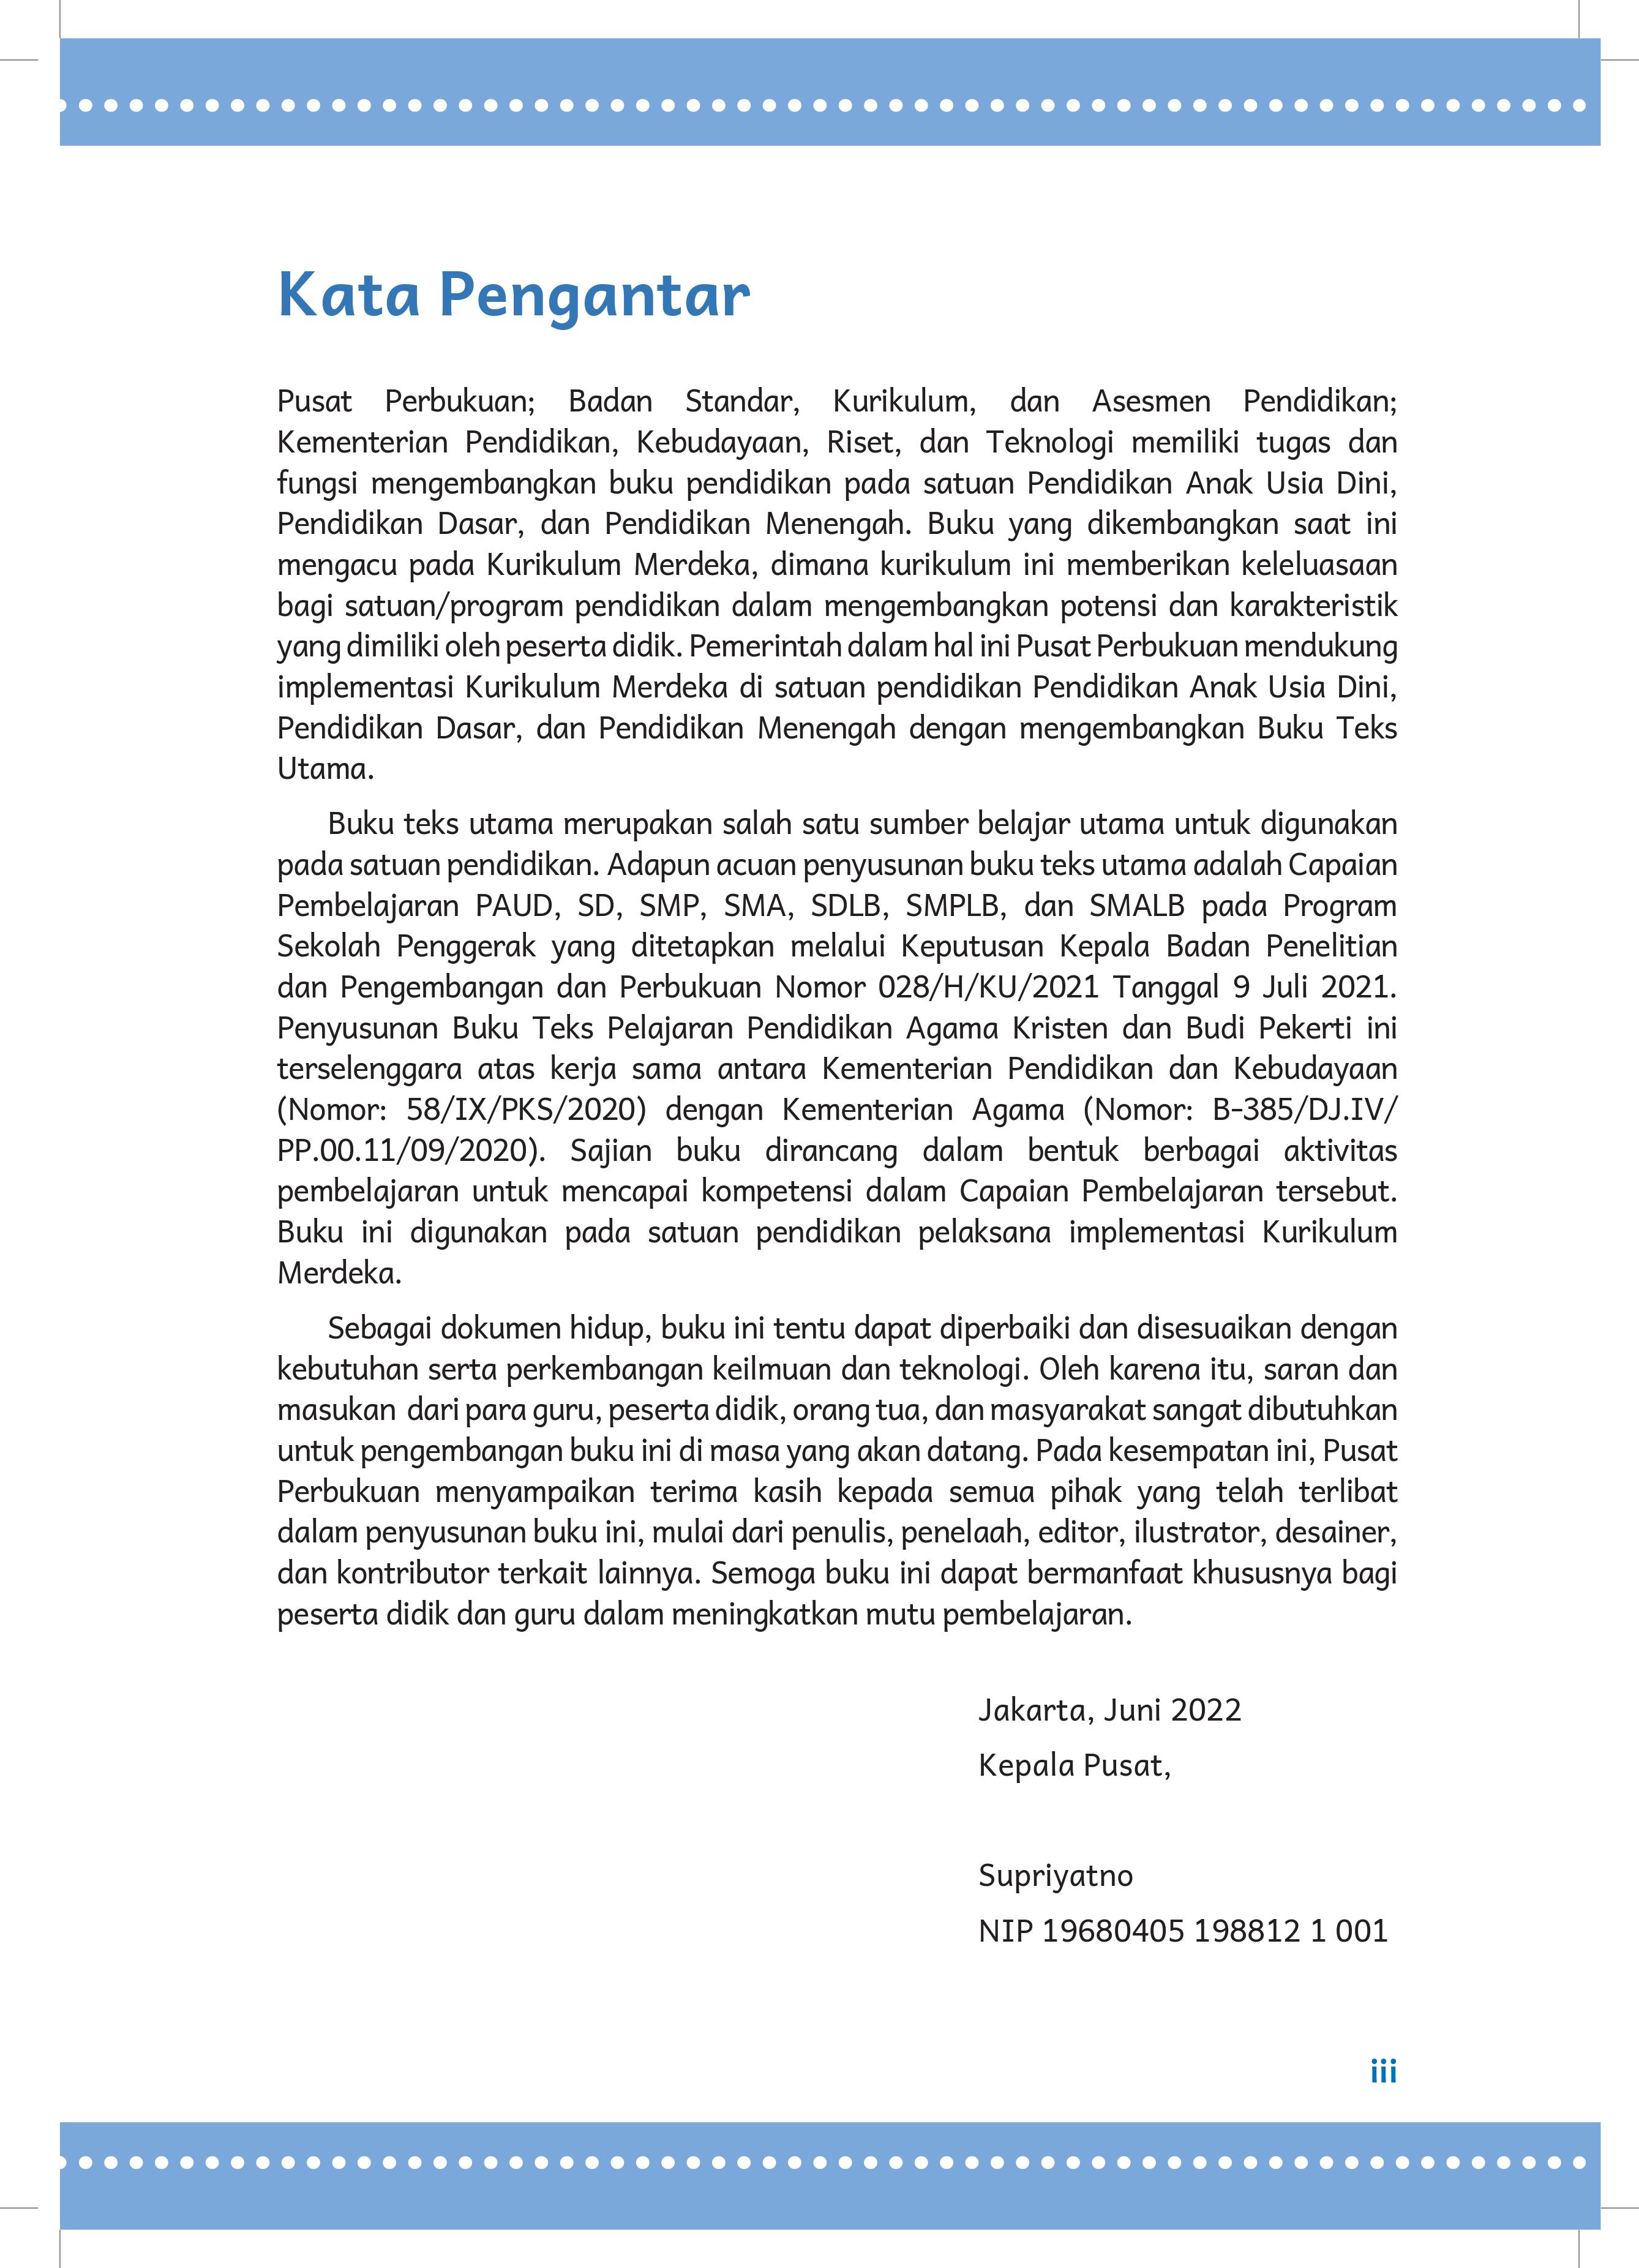 Kata Pengantar
Pusat Perbukuan; Badan Standar, Kurikulum, dan Asesmen Pendidikan;
Kementerian Pendidikan, Kebudayaan, Riset, dan Teknologi memiliki tugas dan
fungsi mengembangkan buku pendidikan pada satuan Pendidikan Anak Usia Dini,
Pendidikan Dasar, dan Pendidikan Menengah. Buku yang dikembangkan saat ini
mengacu pada Kurikulum Merdeka, dimana kurikulum ini memberikan keleluasaan
bagi satuan/program pendidikan dalam mengembangkan potensi dan karakteristik
yang dimiliki oleh peserta didik. Pemerintah dalam hal ini Pusat Perbukuan mendukung
implementasi Kurikulum Merdeka di satuan pendidikan Pendidikan Anak Usia Dini,
Pendidikan Dasar, dan Pendidikan Menengah dengan mengembangkan Buku Teks
Utama.
Buku teks utama merupakan salah satu sumber belajar utama untuk digunakan
pada satuan pendidikan. Adapun acuan penyusunan buku teks utama adalah Capaian
Pembelajaran PAUD, SD, SMP, SMA, SDLB, SMPLB, dan SMALB pada Program
Sekolah Penggerak yang ditetapkan melalui Keputusan Kepala Badan Penelitian
dan Pengembangan dan Perbukuan Nomor 028/H/KU/2021 Tanggal 9 Juli 2021.
Penyusunan Buku Teks Pelajaran Pendidikan Agama Kristen dan Budi Pekerti ini
terselenggara atas kerja sama antara Kementerian Pendidikan dan Kebudayaan
(Nomor: 58/IX/PKS/2020) dengan Kementerian Agama (Nomor: B-385/DJ.IV/
PP.00.11/09/2020). Sajian buku dirancang dalam bentuk berbagai aktivitas
pembelajaran untuk mencapai kompetensi dalam Capaian Pembelajaran tersebut.
Buku ini digunakan pada satuan pendidikan pelaksana implementasi Kurikulum
Merdeka.
Sebagai dokumen hidup, buku ini tentu dapat diperbaiki dan disesuaikan dengan
kebutuhan serta perkembangan keilmuan dan teknologi. Oleh karena itu, saran dan
masukan dari para guru, peserta didik, orang tua, dan masyarakat sangat dibutuhkan
untuk pengembangan buku ini di masa yang akan datang. Pada kesempatan ini, Pusat
Perbukuan menyampaikan terima kasih kepada semua pihak yang telah terlibat
dalam penyusunan buku ini, mulai dari penulis, penelaah, editor, ilustrator, desainer,
dan kontributor terkait lainnya. Semoga buku ini dapat bermanfaat khususnya bagi
peserta didik dan guru dalam meningkatkan mutu pembelajaran.
Jakarta, Juni 2022
Kepala Pusat,
Supriyatno
NIP 19680405 198812 1 001
iii